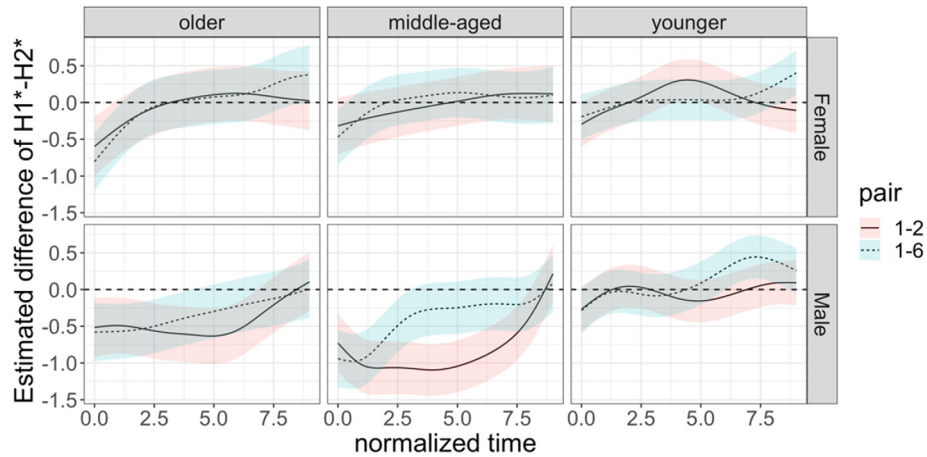 older middle-aged younger
Estimated difference of H1*-H2*
0.5
0.0
-0.5
-1.0
-1.5
Female
0.5
0.0
-0.5
-1.0
-1.5
Male
0.0 2.5 5.0 7.5 0.0 2.5 5.0 7.5 0.0 2.5 5.0 7.5
normalized time
pair
1-2
1-6